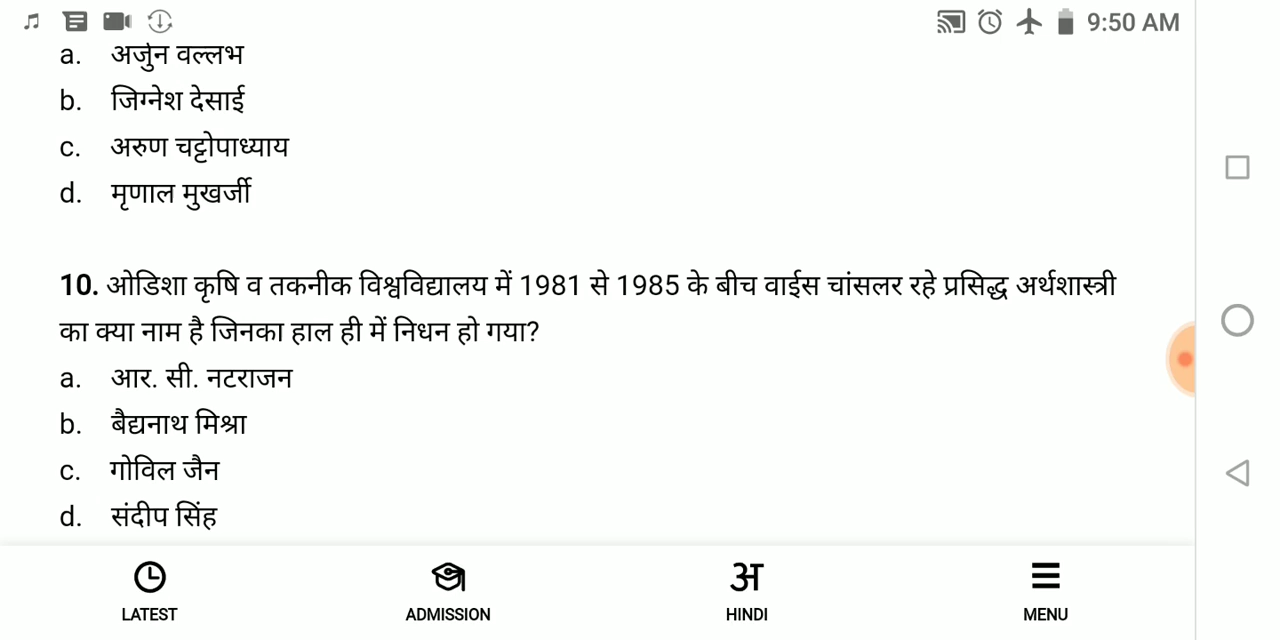 9:50 AM
a. अर्जुन वल्लभ
b. जिग्नेश देसाई
c. अरुण चट्टोपाध्याय
d. मृणाल मुखर्जी
10. ओडिशा कृषि व तकनीक विश्वविद्यालय में 1981 से 1985 के बीच वाईस चांसलर रहे प्रसिद्ध अर्थशास्त्री
का क्या नाम है जिनका हाल ही में निधन हो गया?
a. आर. सी. नटराजन
b. बैद्यनाथ मिश्रा
c. गोविल जैन
d. संदीप सिंह
अ
LATEST ADMISSION HINDI MENU